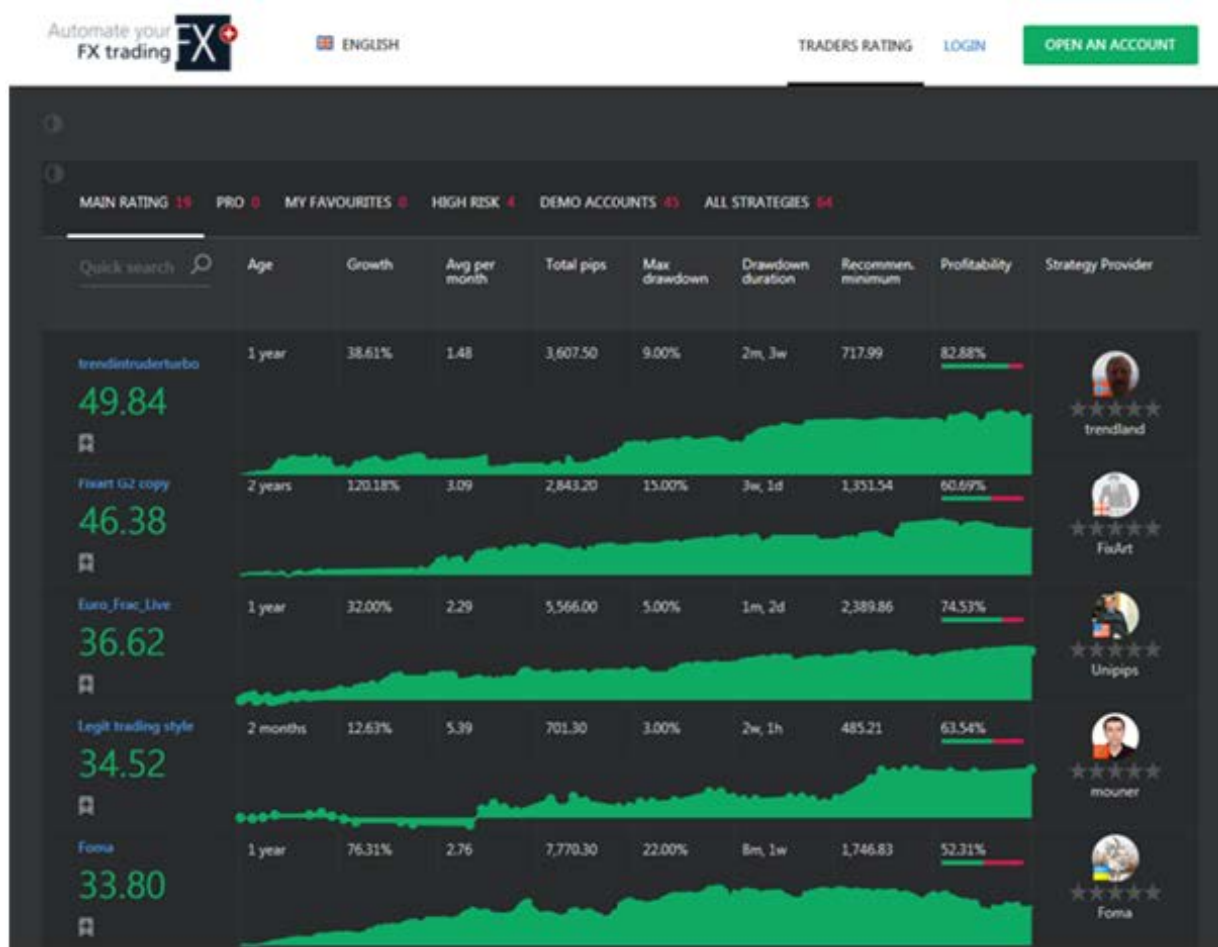 Automate your
FX trading
FX
ENGLISH
TRADERS RATING
LOGIN
OPEN AN ACCOUNT
MAIN RATING 19
PRO 0
MY FAVOURITES 0
HIGH RISK 4
DEMO ACCOUNTS 45
ALL STRATEGIES 64
Quick search
Age
Growth
Avg per
month
Total pips
Max
drawdown
Drawdown
duration
Recommen.
minimum
Profitability
Strategy Provider
trendintruderturbo
49.84
1 year
38.61%
1.48
3,607.50
9.00%
2m, 3w
717.99
82.88%
trendland
Fixart G2 copy
46.38
2 years
120.18%
3.09
2,843.20
15.00%
3w, 1d
1,351.54
60.69%
FixArt
Euro_Frac_Live
36.62
1 year
32.00%
2.29
5,566.00
5.00%
1m, 2d
2,389.86
74.53%
Unipips
Legit trading style
34.52
2 months
12.63%
5.39
701.30
3.00%
2w, 1h
485.21
63.54%
mouner
Foma
33.80
1 year
76.31%
2.76
7,770.30
22.00%
8m, 1w
1,746.83
52.31%
Foma